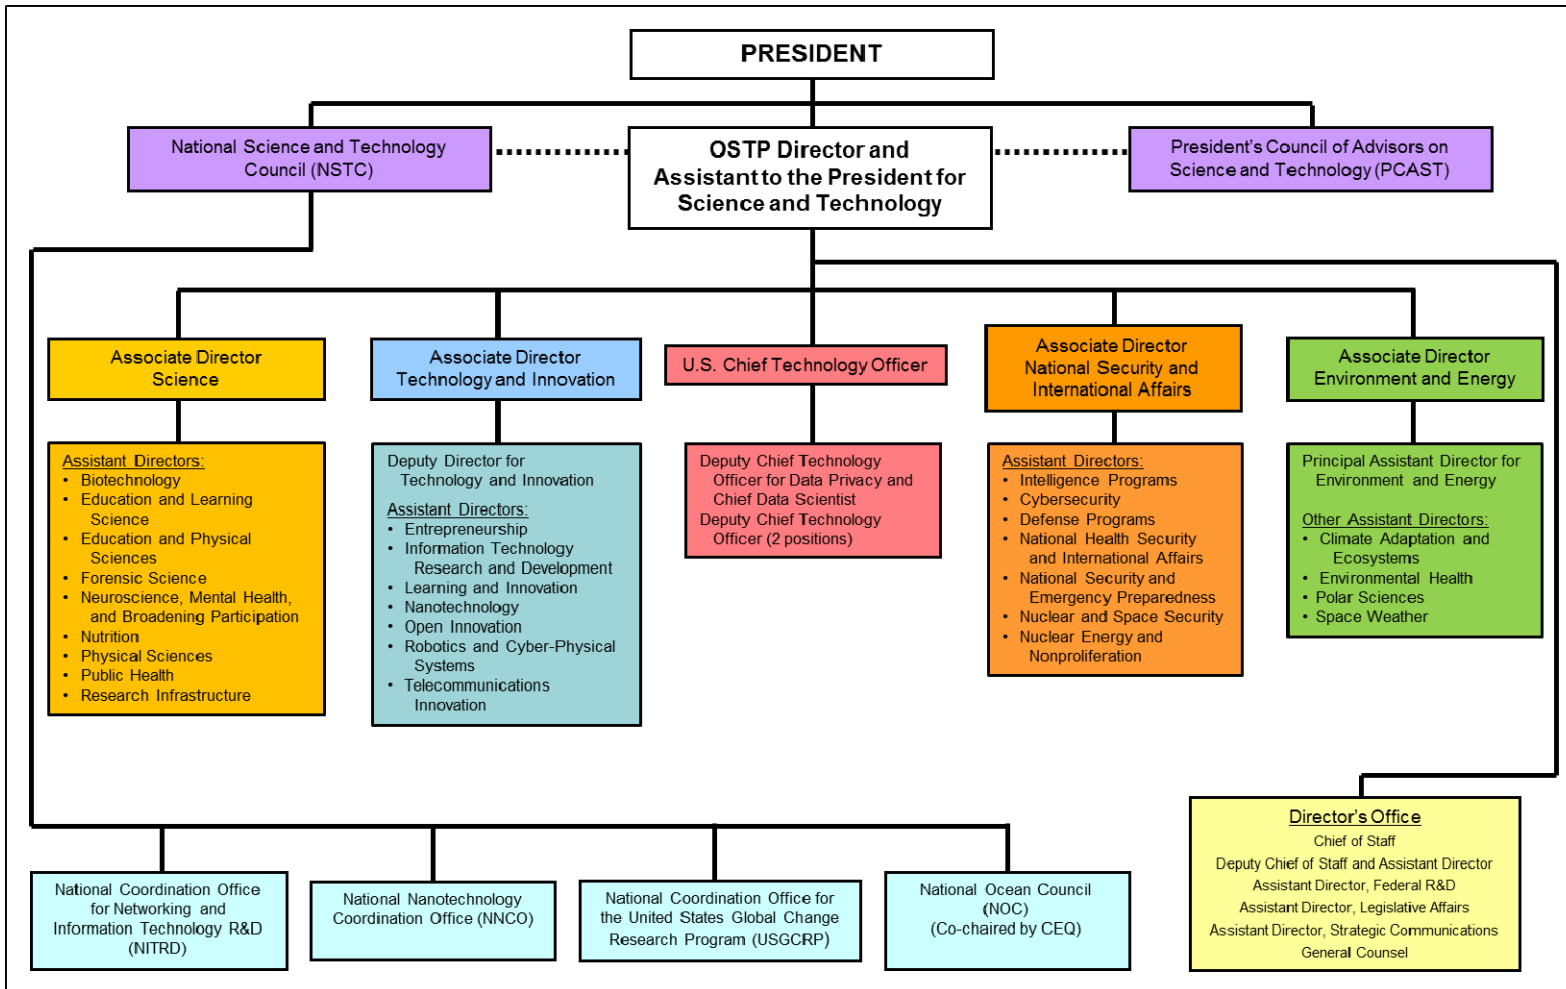 PRESIDENT
National Science and Technology
Council (NSTC)
OSTP Director and
Assistant to the President for
Science and Technology
President's Council of Advisors on
Science and Technology (PCAST)
Associate Director
Science
Associate Director
Technology and Innovation
U.S. Chief Technology Officer
Associate Director
National Security and
International Affairs
Associate Director
Environment and Energy
Assistant Directors:
• Biotechnology
• Education and Learning
Science
• Education and Physical
Sciences
• Forensic Science
• Neuroscience, Mental Health,
and Broadening Participation
• Nutrition
• Physical Sciences
• Public Health
• Research Infrastructure
Deputy Director for
Technology and Innovation
Assistant Directors:
• Entrepreneurship
• Information Technology
Research and Development
• Learning and Innovation
• Nanotechnology
• Open Innovation
• Robotics and Cyber-Physical
Systems
• Telecommunications
Innovation
Deputy Chief Technology
Officer for Data Privacy and
Chief Data Scientist
Deputy Chief Technology
Officer (2 positions)
Assistant Directors:
• Intelligence Programs
• Cybersecurity
• Defense Programs
• National Health Security
and International Affairs
• National Security and
Emergency Preparedness
• Nuclear and Space Security
• Nuclear Energy and
Nonproliferation
Principal Assistant Director for
Environment and Energy
Other Assistant Directors:
• Climate Adaptation and
Ecosystems
• Environmental Health
• Polar Sciences
• Space Weather
National Coordination Office
for Networking and
Information Technology R&D
(NITRD)
National Nanotechnology
Coordination Office (NNCO)
National Coordination Office for
the United States Global Change
Research Program (USGCRP)
National Ocean Council
(NOC)
(Co-chaired by CEQ)
Director's Office
Chief of Staff
Deputy Chief of Staff and Assistant Director
Assistant Director, Federal R&D
Assistant Director, Legislative Affairs
Assistant Director, Strategic Communications
General Counsel